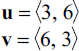 u = ⟨3, 6⟩
v = ⟨6, 3⟩